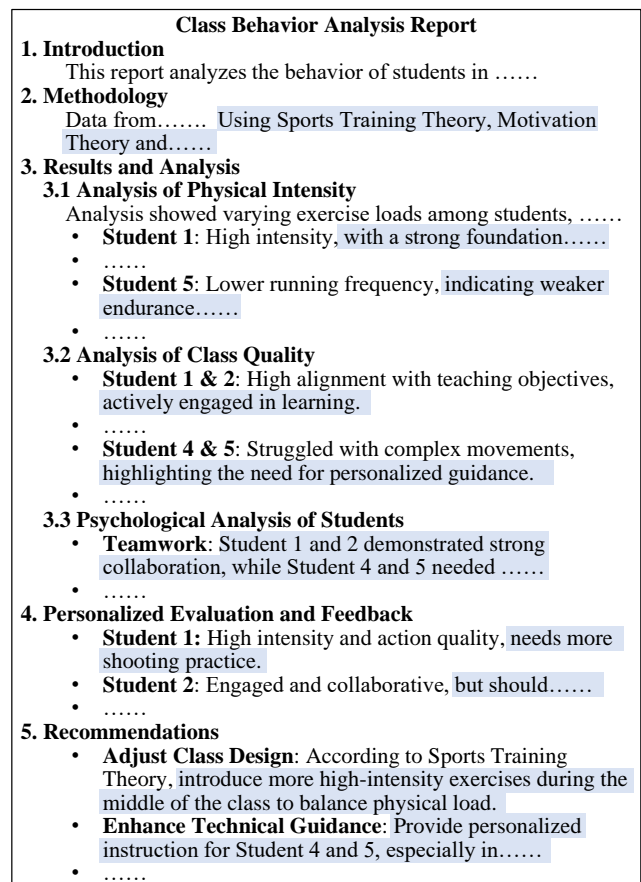 Class Behavior Analysis Report
1. Introduction
This report analyzes the behavior of students in ……
2. Methodology
Data from……. Using Sports Training Theory, Motivation
Theory and……
3. Results and Analysis
3.1 Analysis of Physical Intensity
Analysis showed varying exercise loads among students, ……
• Student 1: High intensity, with a strong foundation……
• ……
• Student 5: Lower running frequency, indicating weaker
endurance……
• ……
3.2 Analysis of Class Quality
• Student 1 & 2: High alignment with teaching objectives,
actively engaged in learning.
• ……
• Student 4 & 5: Struggled with complex movements,
highlighting the need for personalized guidance.
• ……
3.3 Psychological Analysis of Students
• Teamwork: Student 1 and 2 demonstrated strong
collaboration, while Student 4 and 5 needed ……
• ……
4. Personalized Evaluation and Feedback
• Student 1: High intensity and action quality, needs more
shooting practice.
• Student 2: Engaged and collaborative, but should……
• ……
5. Recommendations
• Adjust Class Design: According to Sports Training
Theory, introduce more high-intensity exercises during the
middle of the class to balance physical load.
• Enhance Technical Guidance: Provide personalized
instruction for Student 4 and 5, especially in……
• ……